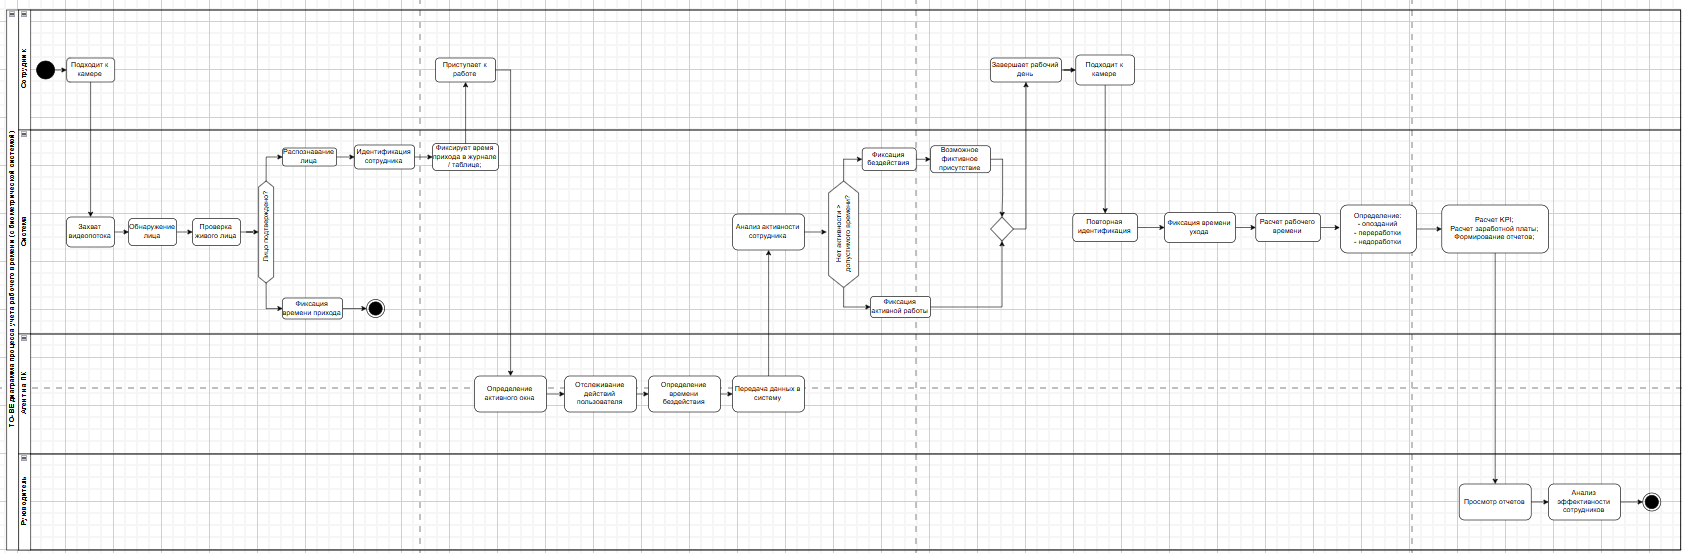 ТО-ВЕ диаграмма процесса учета рабочего времени (с биометрической системой)
Сотрудник
Подходит к
камере
Приступает к
работе
Завершает рабочий
день
Подходит к
камере
Система
Захват
видеопотока
Обнаружение
лица
Проверка
живого лица
Лицо подтверждено?
Распознавание
лица
Идентификация
сотрудника
Фиксирует время
прихода в журнале
/ таблице;
Фиксация
времени прихода
Анализ активности
сотрудника
Нет активности >
допустимого времени?
Фиксация
бездействия
Возможное
фиктивное
присутствие
Фиксация
активной работы
Повторная
идентификация
Фиксация времени
ухода
Расчет рабочего
времени
Определение:
- опозданий
- переработки
- недоработки
Расчет KPI;
Расчет заработной платы;
Формирование отчетов;
Агент на ПК
Определение
активного окна
Отслеживание
действий
пользователя
Определение
времени
бездействия
Передача данных в
систему
Руководитель
Просмотр отчетов
Анализ
эффективности
сотрудников